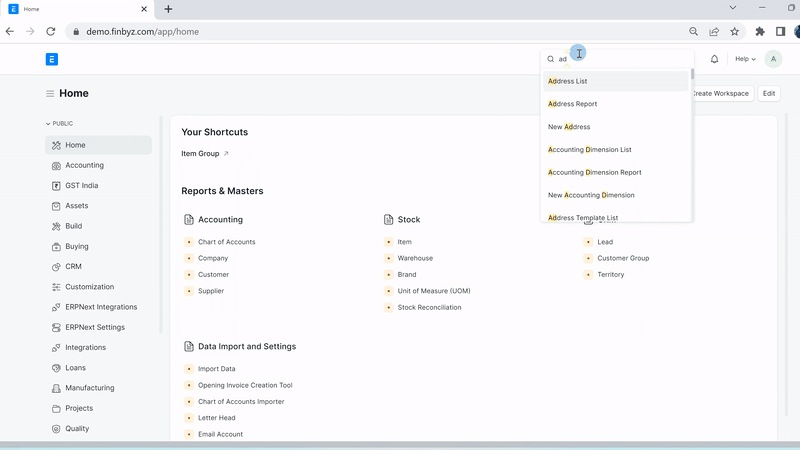 Home
demo.finbyz.com/app/home
ad
Help
A
Home
Create Workspace
Edit
Address List
Address Report
New Address
Accounting Dimension List
Accounting Dimension Report
New Accounting Dimension
Address Template List
PUBLIC
Home
Accounting
GST India
Assets
Build
Buying
CRM
Customization
ERPNext Integrations
ERPNext Settings
Integrations
Loans
Manufacturing
Projects
Quality
Your Shortcuts
Item Group
Reports & Masters
Accounting
Chart of Accounts
Company
Customer
Supplier
Stock
Item
Warehouse
Brand
Unit of Measure (UOM)
Stock Reconciliation
Lead
Customer Group
Territory
Data Import and Settings
Import Data
Opening Invoice Creation Tool
Chart of Accounts Importer
Letter Head
Email Account